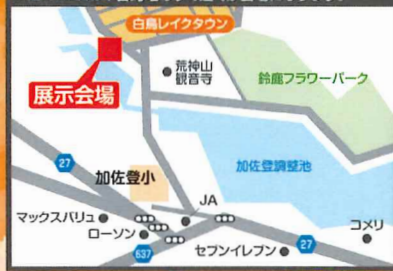 白鳥レイクタウン
荒神山
観音寺
鈴鹿フラワーパーク
展示会場
27
加佐登小
加佐登調整池
JA
マックスバリュ
ローソン
コメリ
637
セブンイレブン
27